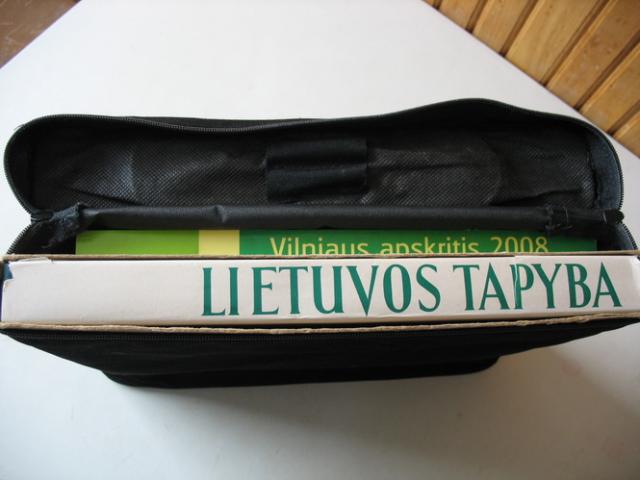 Vilniaus apskritis 2008
LIETUVOS TAPYBA